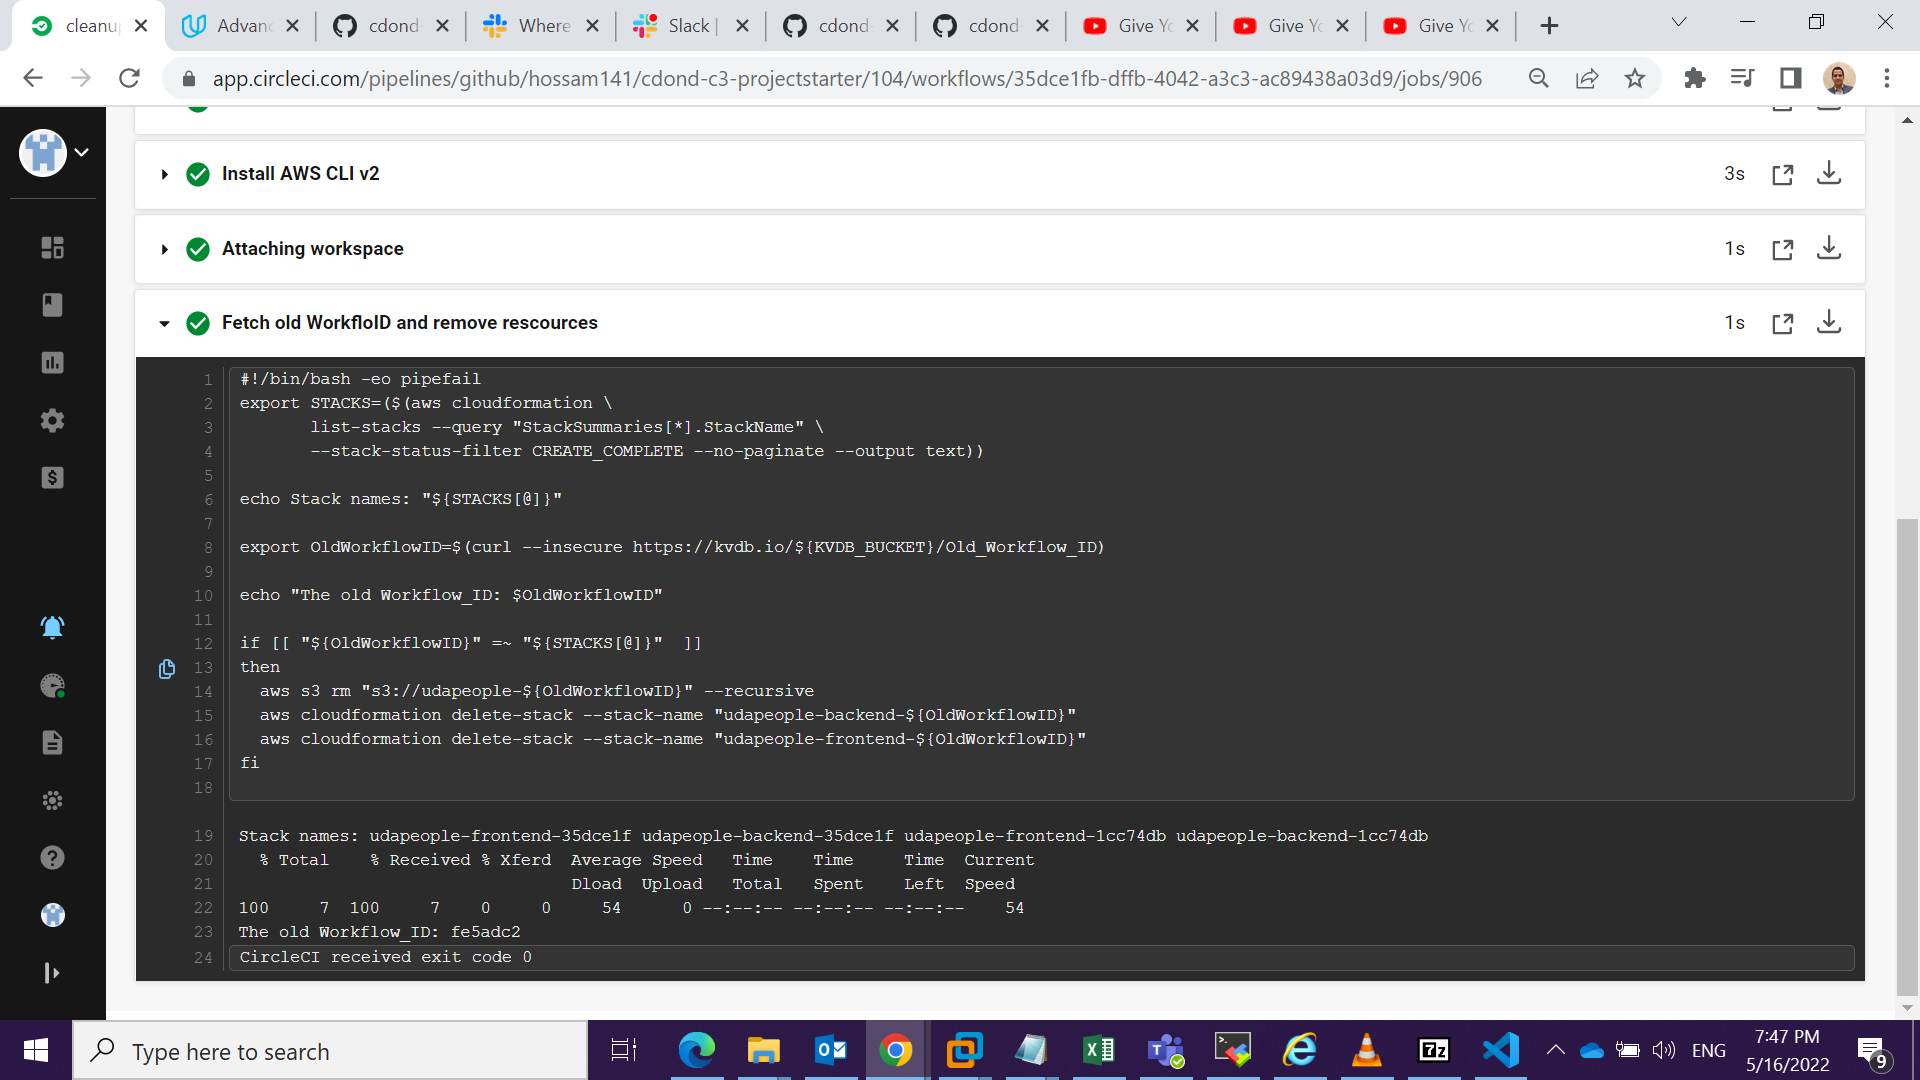 cleanu
Advanc
cdond-
Where
Slack |
cdond-
cdond-
Give Yo
Give Yo
Give Yo
app.circleci.com/pipelines/github/hossam141/cdond-c3-projectstarter/104/workflows/35dce1fb-dffb-4042-a3c3-ac89438a03d9/jobs/906
Install AWS CLI v2 3s
Attaching workspace 1s
Fetch old WorkfloID and remove rescources 1s
1 #!/bin/bash -eo pipefail
2 export STACKS=($(aws cloudformation \
3 list-stacks --query "StackSummaries[*].StackName" \
4 --stack-status-filter CREATE_COMPLETE --no-paginate --output text))
5
6 echo Stack names: "${STACKS[@]}"
7
8 export OldWorkflowID=$(curl --insecure https://kvdb.io/${KVDB_BUCKET}/Old_Workflow_ID)
9
10 echo "The old Workflow_ID: $OldWorkflowID"
11
12 if [[ "${OldWorkflowID}" =~ "${STACKS[@]}"  ]]
13 then
14 aws s3 rm "s3://udapeople-${OldWorkflowID}" --recursive
15 aws cloudformation delete-stack --stack-name "udapeople-backend-${OldWorkflowID}"
16 aws cloudformation delete-stack --stack-name "udapeople-frontend-${OldWorkflowID}"
17 fi
18
19 Stack names: udapeople-frontend-35dce1f udapeople-backend-35dce1f udapeople-frontend-1cc74db udapeople-backend-1cc74db
20 % Total    % Received % Xferd  Average Speed   Time    Time     Time  Current
21 Dload  Upload   Total   Spent    Left  Speed
22 100     7  100     7    0     0     54      0 --:--:-- --:--:-- --:--:--    54
23 The old Workflow_ID: fe5adc2
24 CircleCI received exit code 0
Type here to search
ENG
7:47 PM
5/16/2022
9